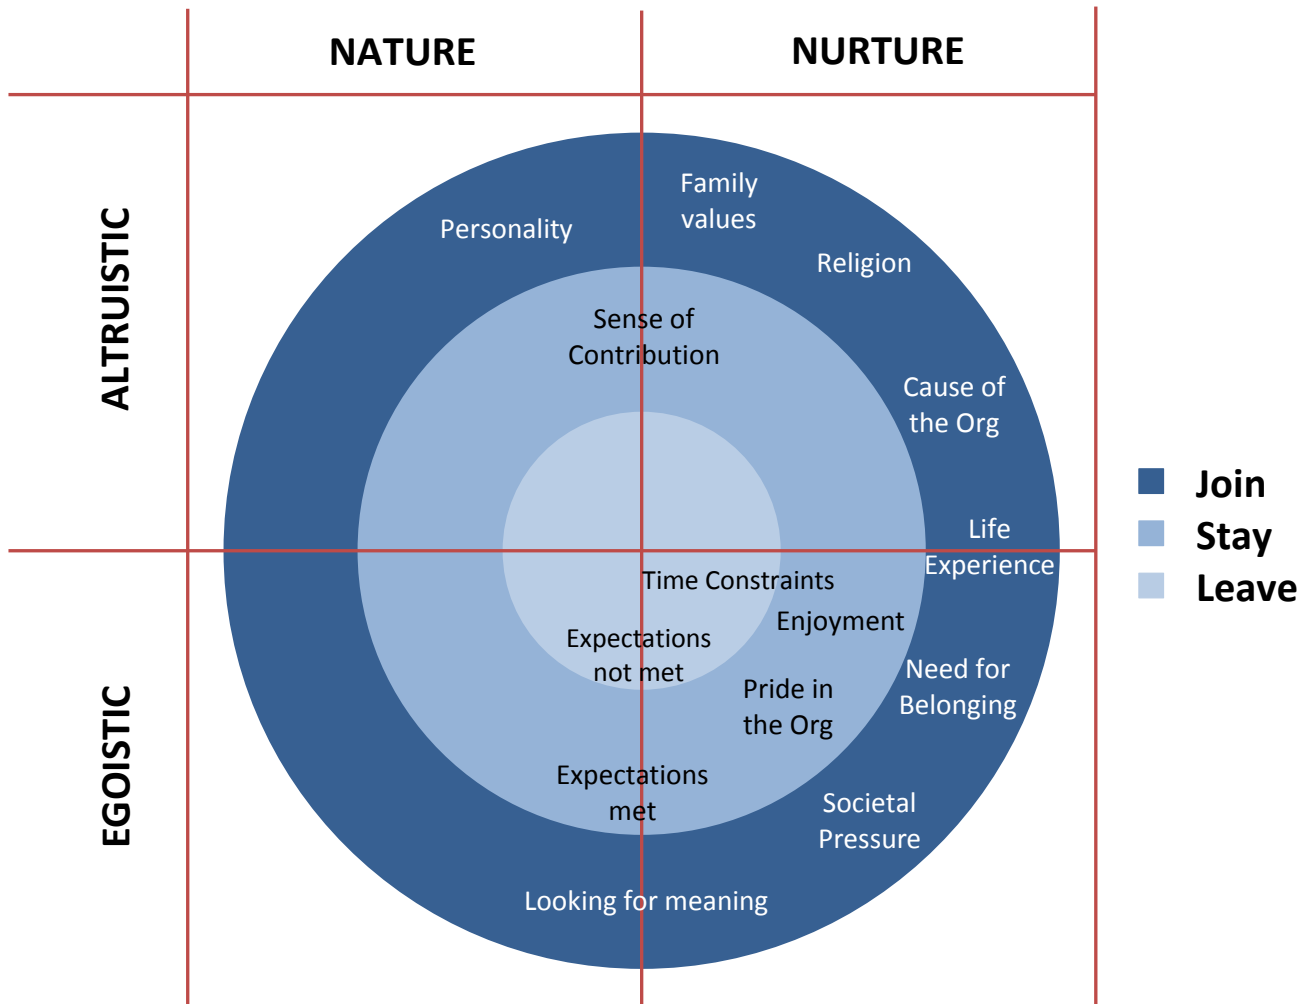 NATURE
NURTURE
ALTRUISTIC
EGOISTIC
Family
values
Personality
Religion
Sense of
Contribution
Cause of
the Org
Life
Experience
Time Constraints
Enjoyment
Expectations
not met
Need for
Belonging
Pride in
the Org
Expectations
met
Societal
Pressure
Looking for meaning
Join
Stay
Leave